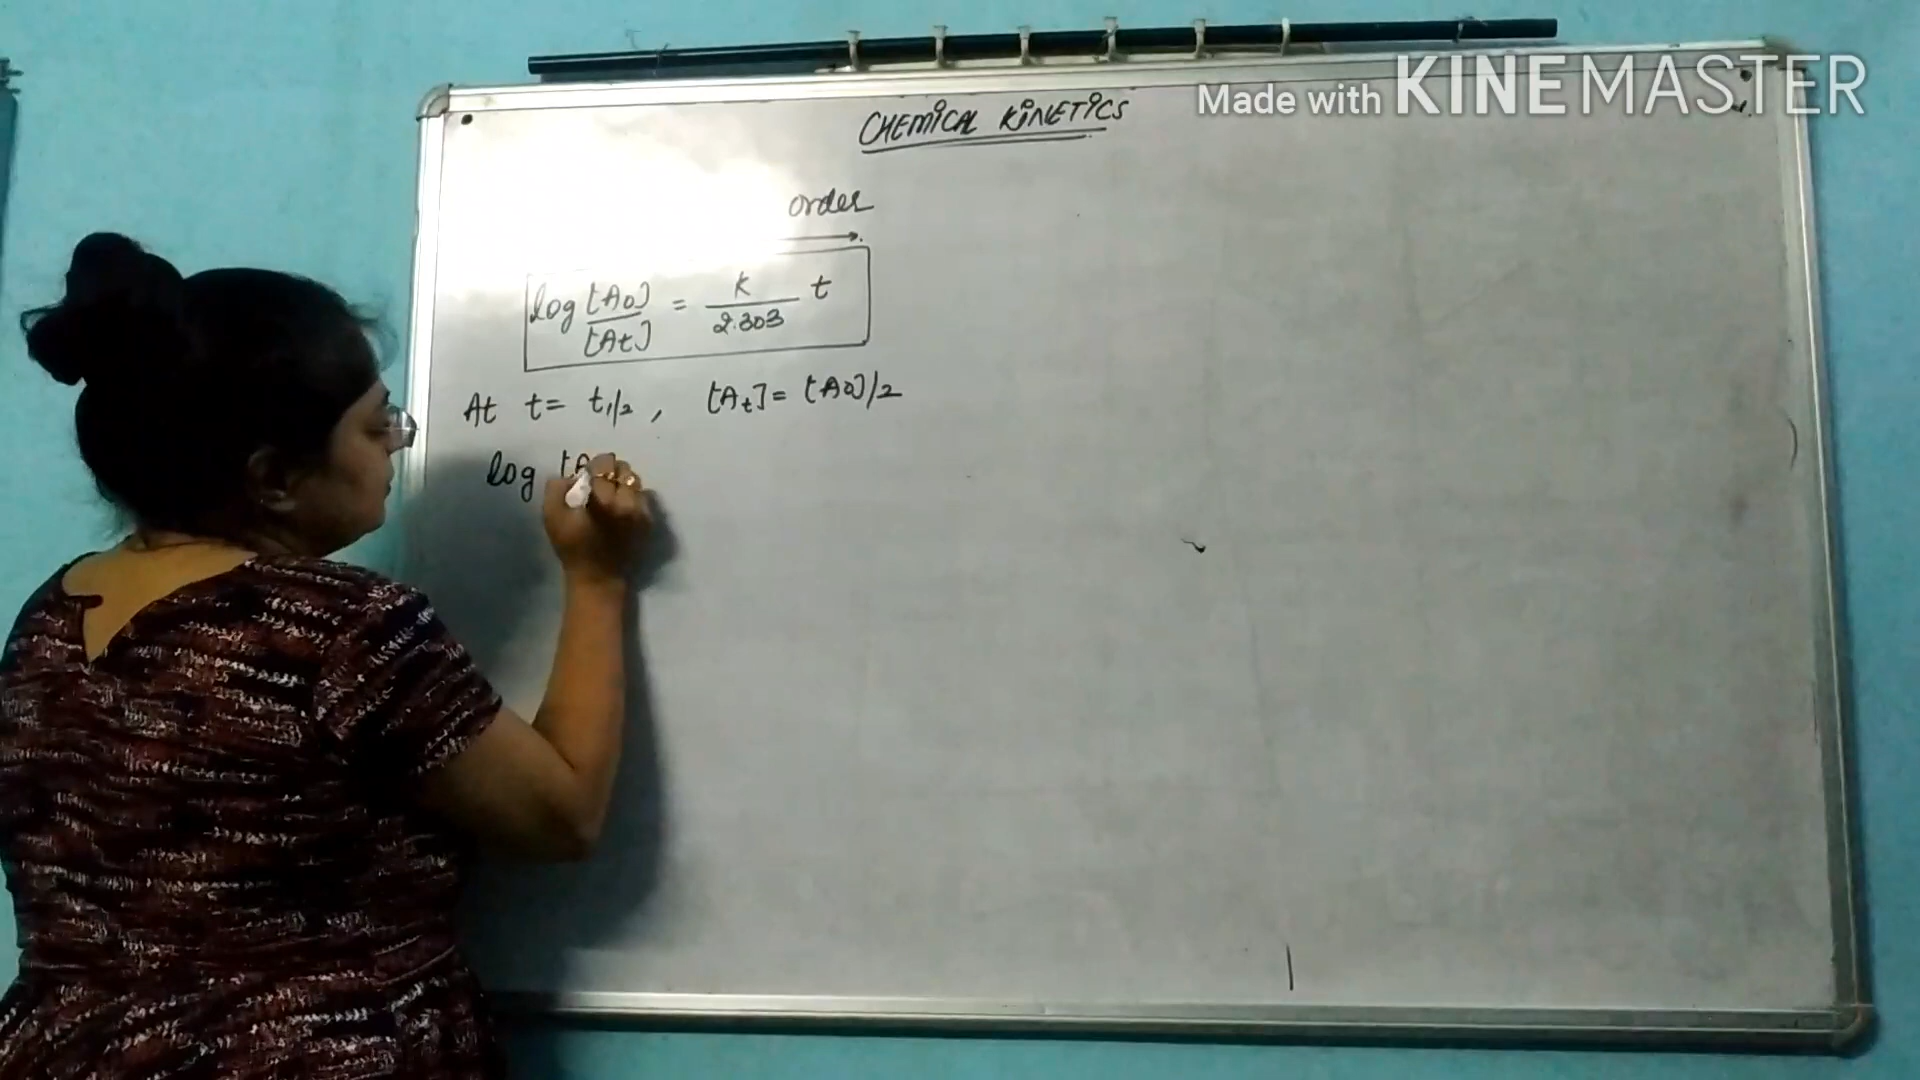 Made with KINEMASTER
CHEMICAL KINETICS
order
log [A0]/[At] = K/2.303 t
At t = t1/2, [At] = [A0]/2
log [A